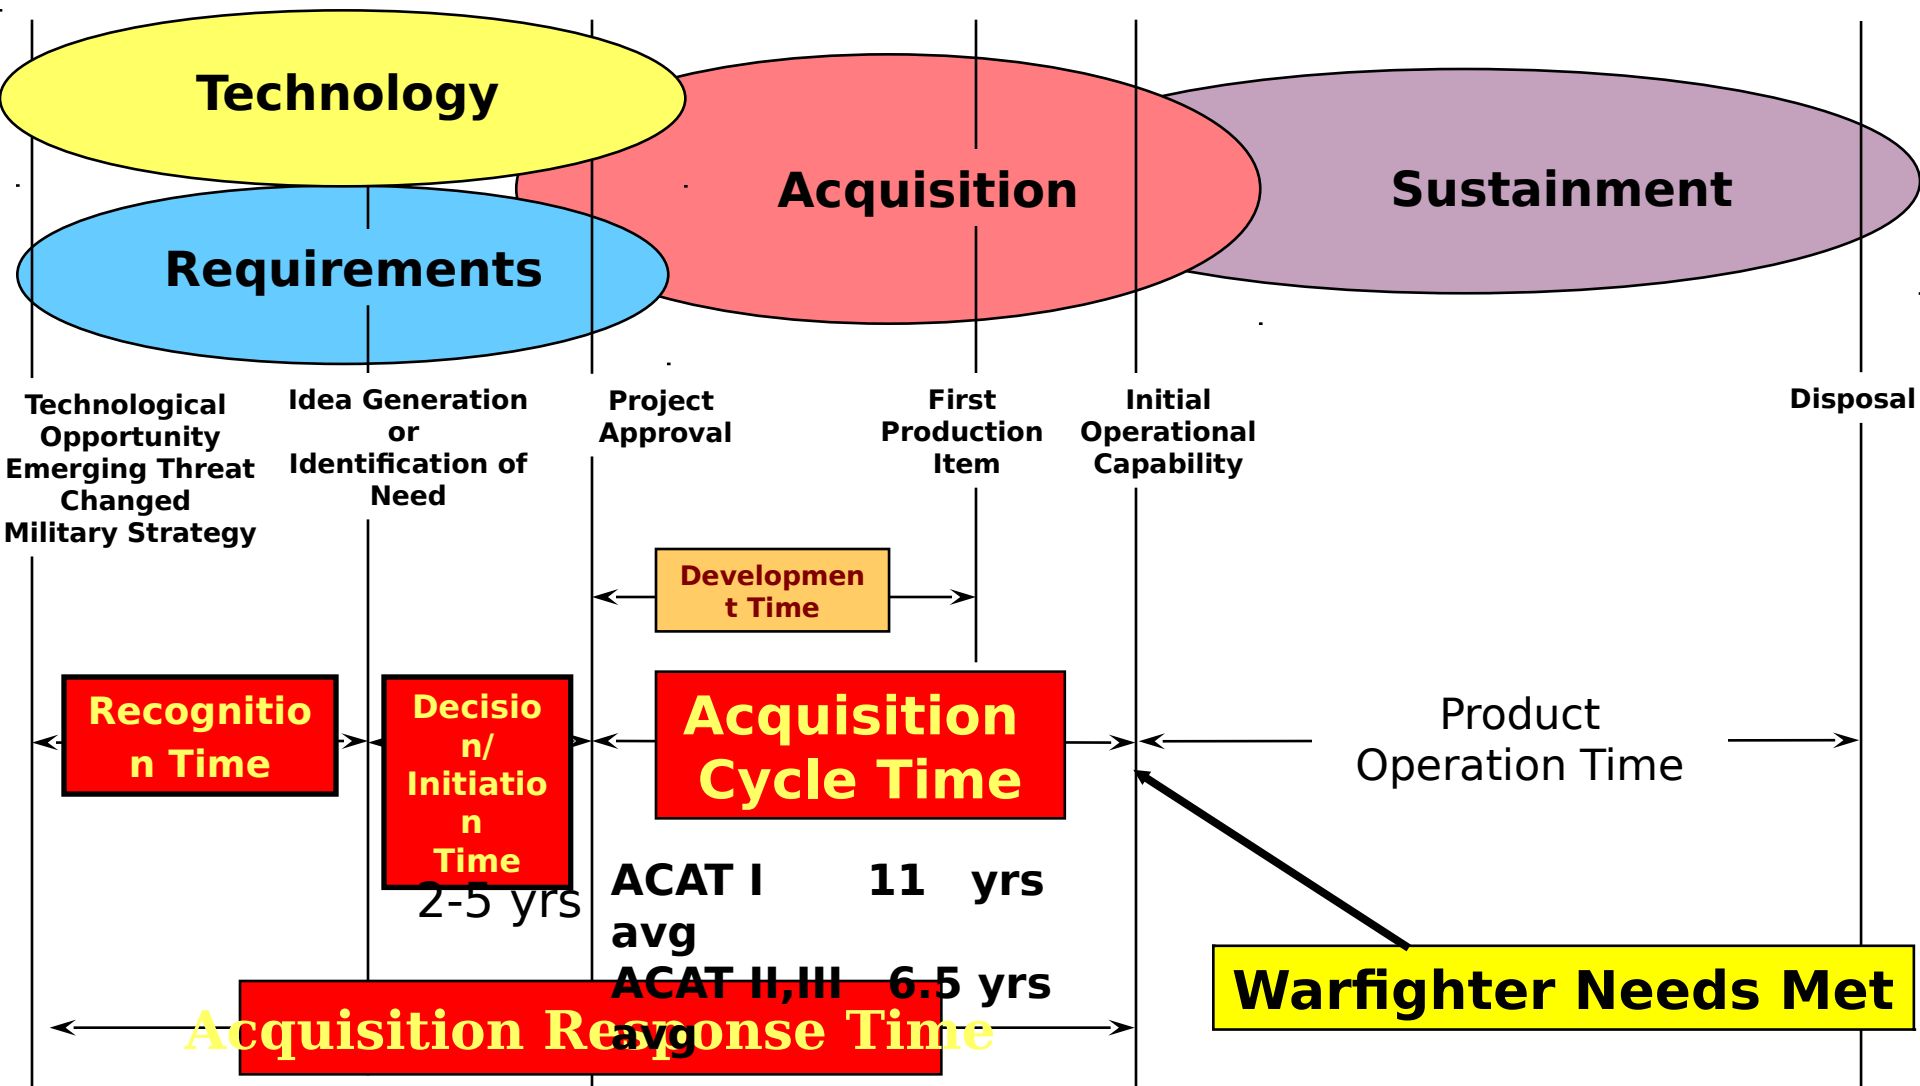 Technology
Acquisition
Sustainment
Requirements
Technological
Opportunity
Emerging Threat
Changed
Military Strategy
Idea Generation
or
Identification of
Need
Project
Approval
First
Production
Item
Initial
Operational
Capability
Disposal
Developmen
t Time
Recognitio
n Time
Decisio
n/
Initiatio
n
Time
2-5 yrs
Acquisition
Cycle Time
Product
Operation Time
ACAT I 11 yrs
avg
ACAT II,III 6.5 yrs
avg
Warfighter Needs Met
Acquisition Response Time